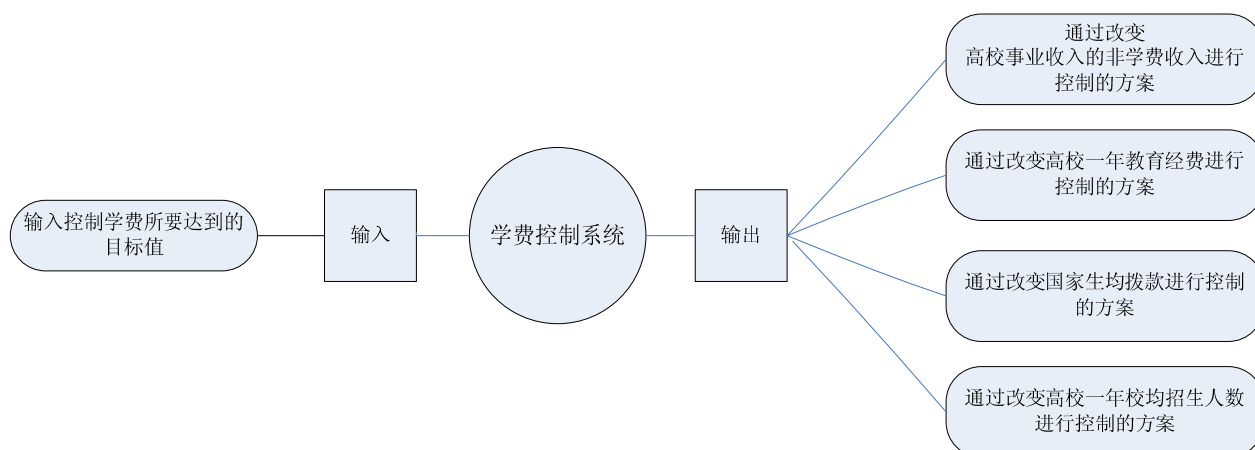 输入控制学费所要达到的
目标值
输入
学费控制系统
输出
通过改变
高校事业收入的非学费收入进行
控制的方案
通过改变高校一年教育经费进行
控制的方案
通过改变国家生均拨款进行控制
的方案
通过改变高校一年校均招生人数
进行控制的方案